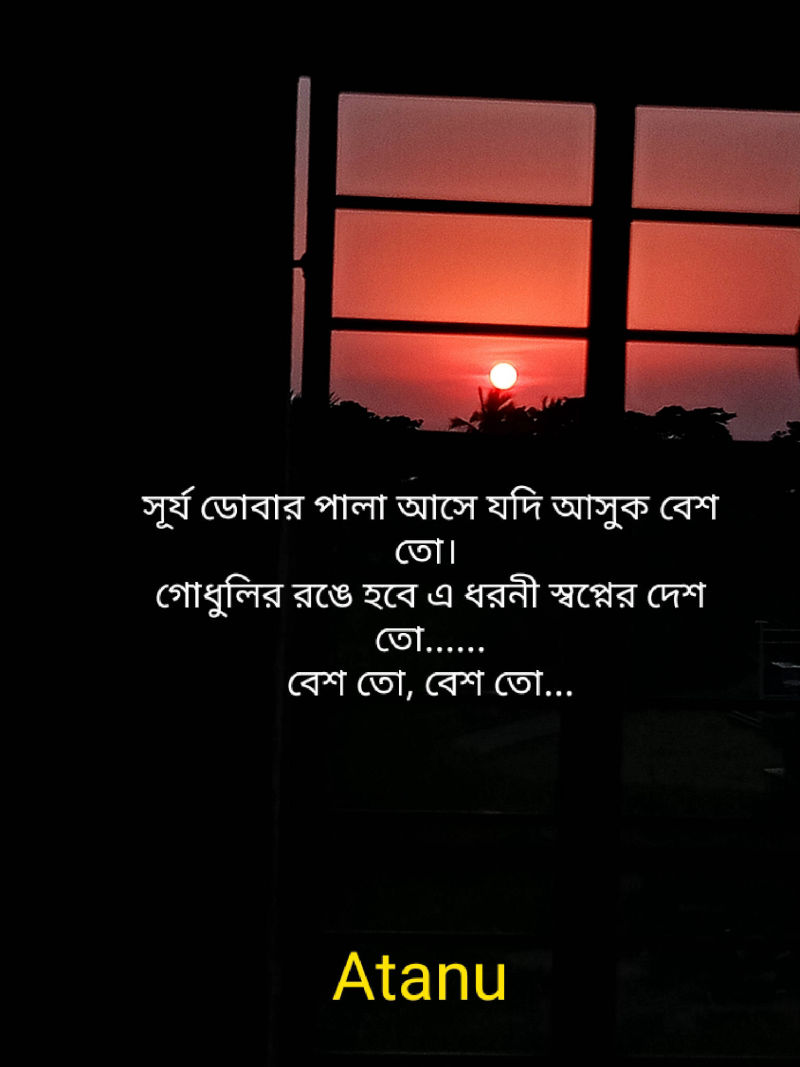 সূর্য ডোবার পালা আসে যদি আসুক বেশ
তো।
গোধুলির রঙে হবে এ ধরনী স্বপ্নের দেশ
তো......
বেশ তো, বেশ তো...
Atanu